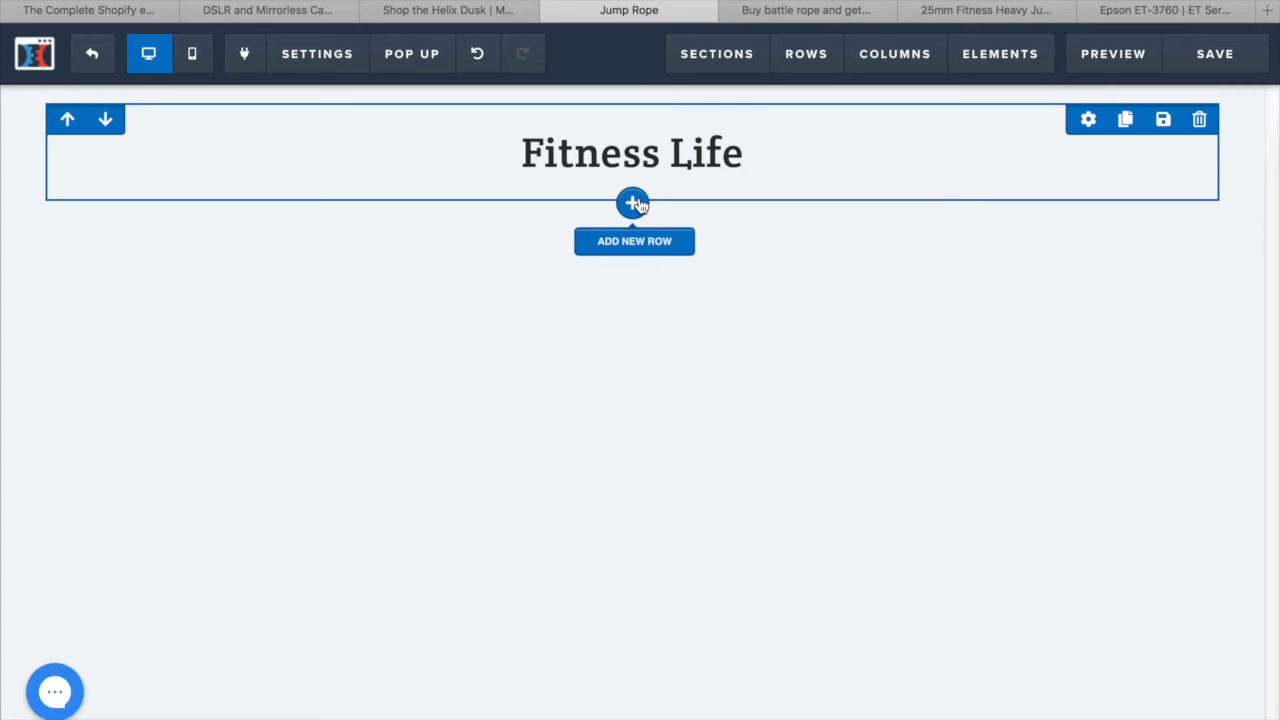 The Complete Shopify e...
DSLR and Mirrorless Ca...
Shop the Helix Dusk | M...
Jump Rope
Buy battle rope and get...
25mm Fitness Heavy Ju...
Epson ET-3760 | ET Ser...
SETTINGS
POP UP
SECTIONS
ROWS
COLUMNS
ELEMENTS
PREVIEW
SAVE
Fitness Life
ADD NEW ROW